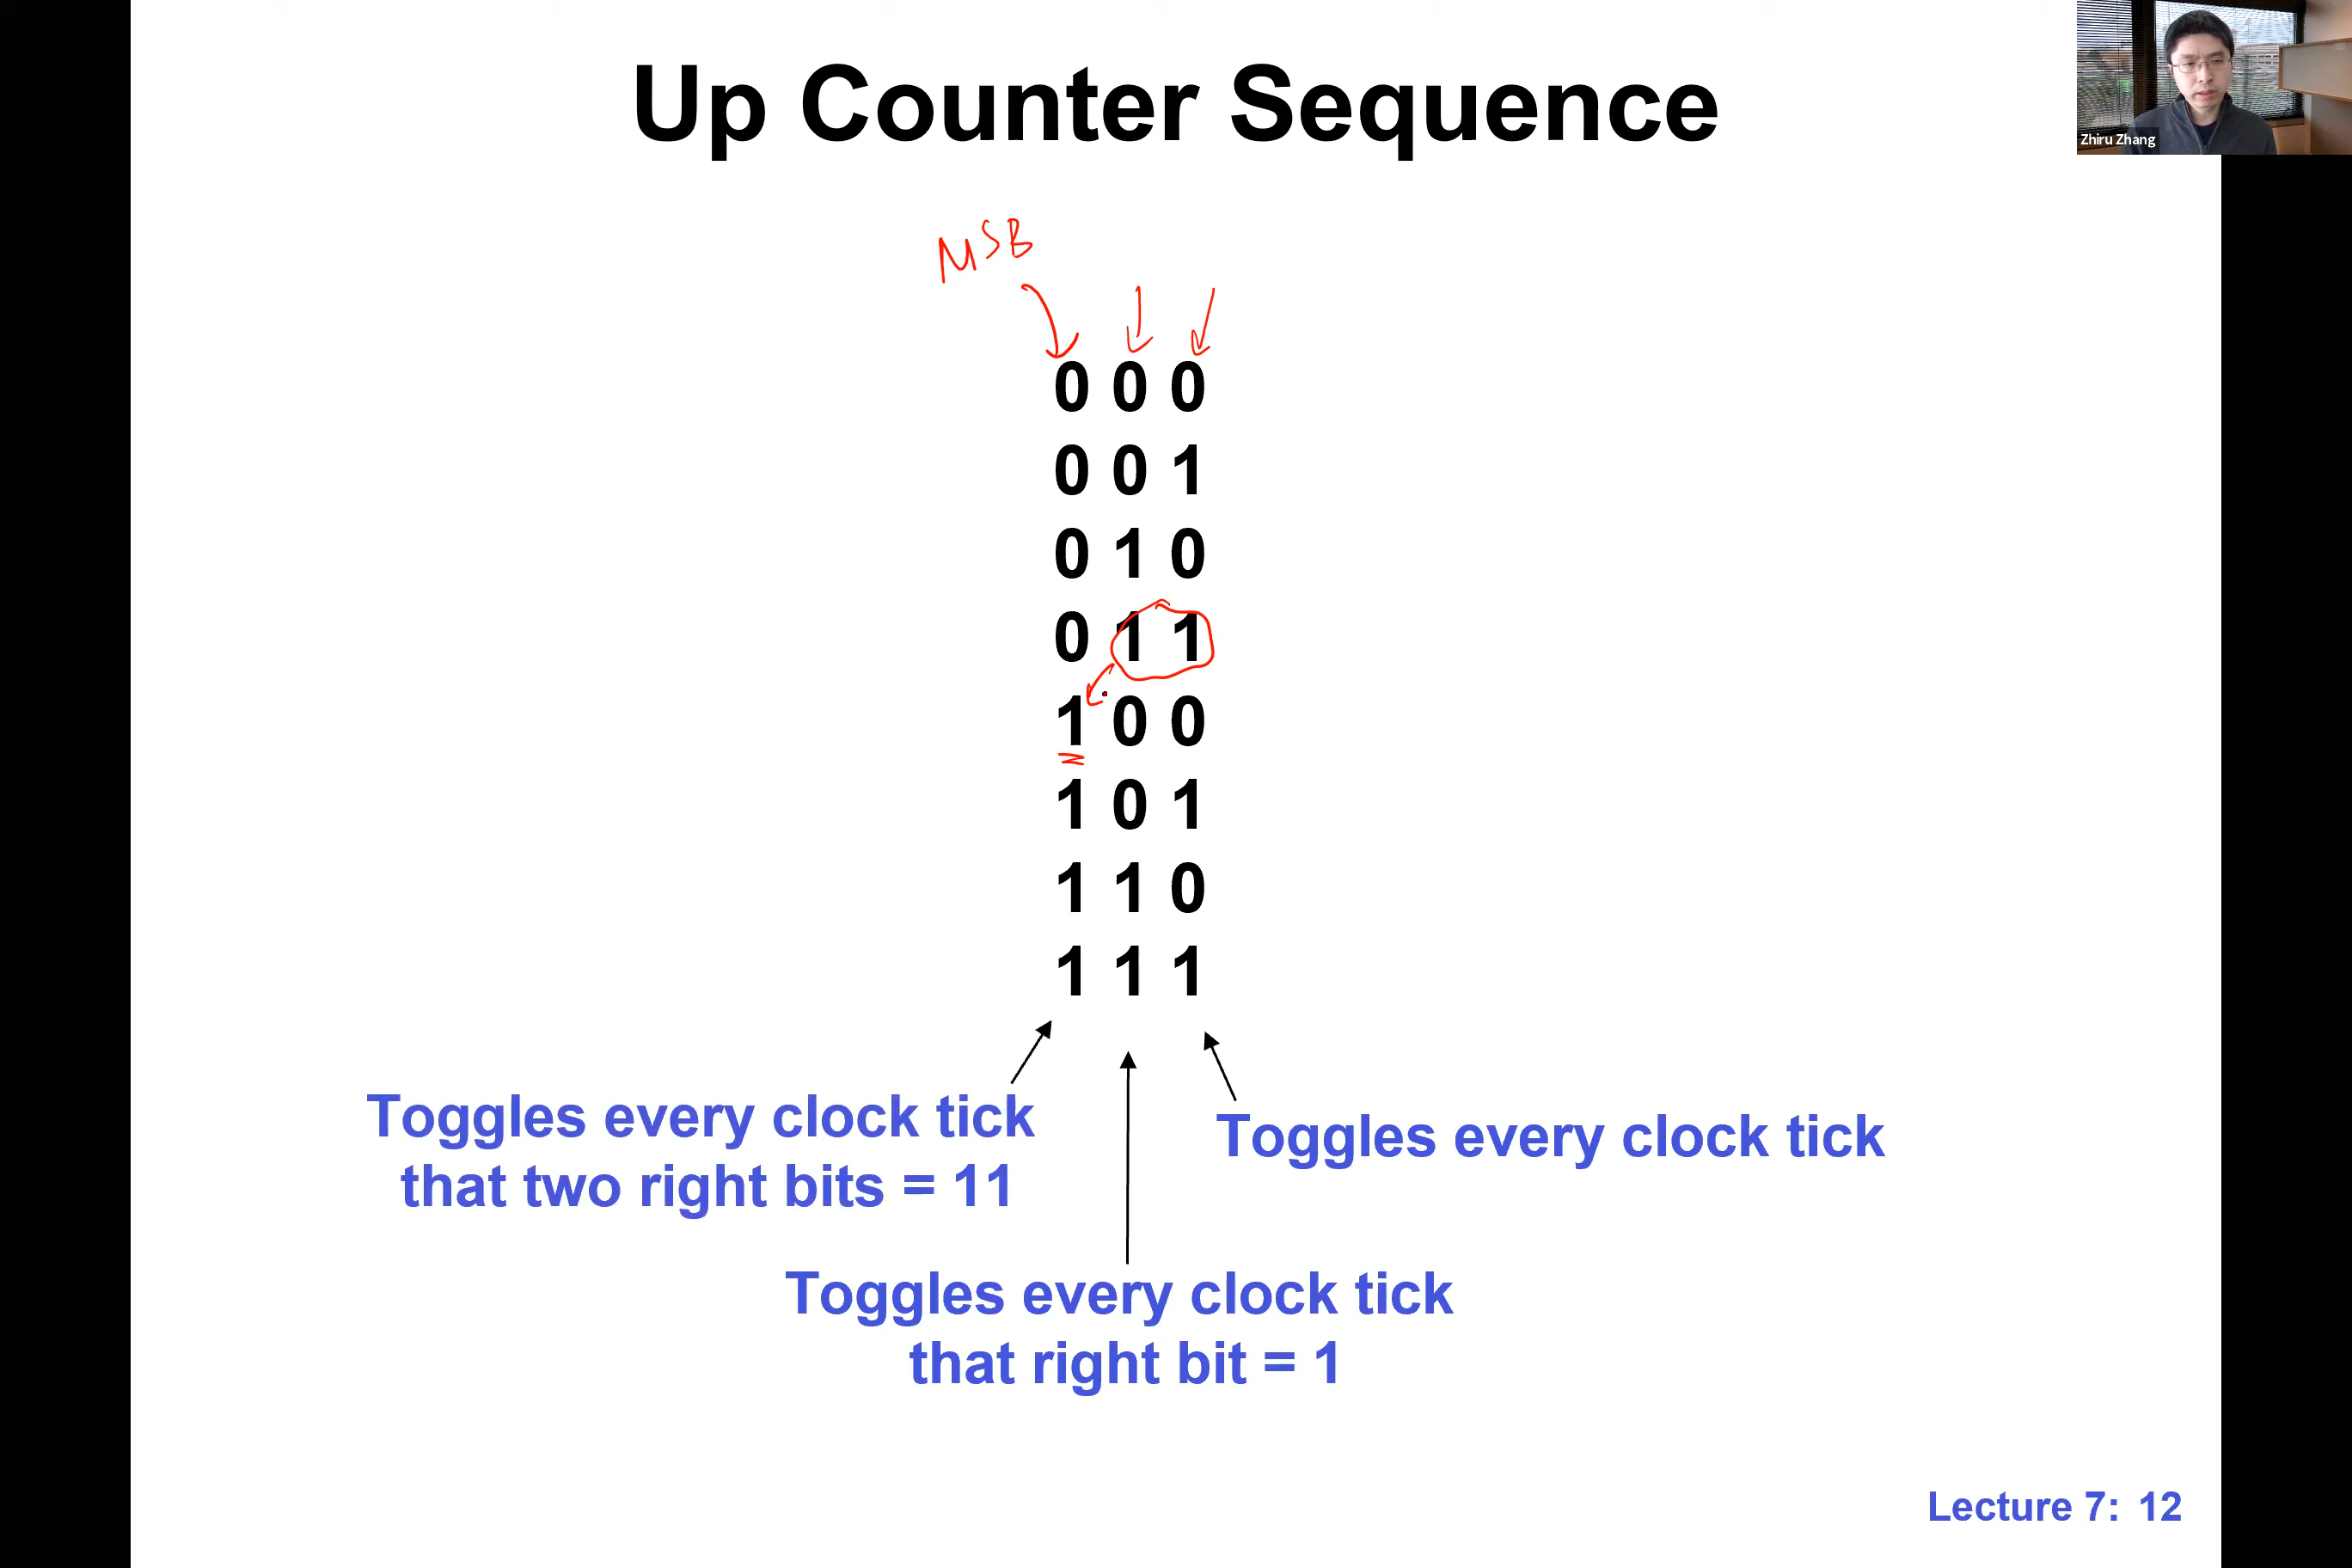 Up Counter Sequence
Zhiru Zhang
MSB
0 0 0
0 0 1
0 1 0
0 1 1
1 0 0
1 0 1
1 1 0
1 1 1
Toggles every clock tick
that two right bits = 11
Toggles every clock tick
Toggles every clock tick
that right bit = 1
Lecture 7: 12